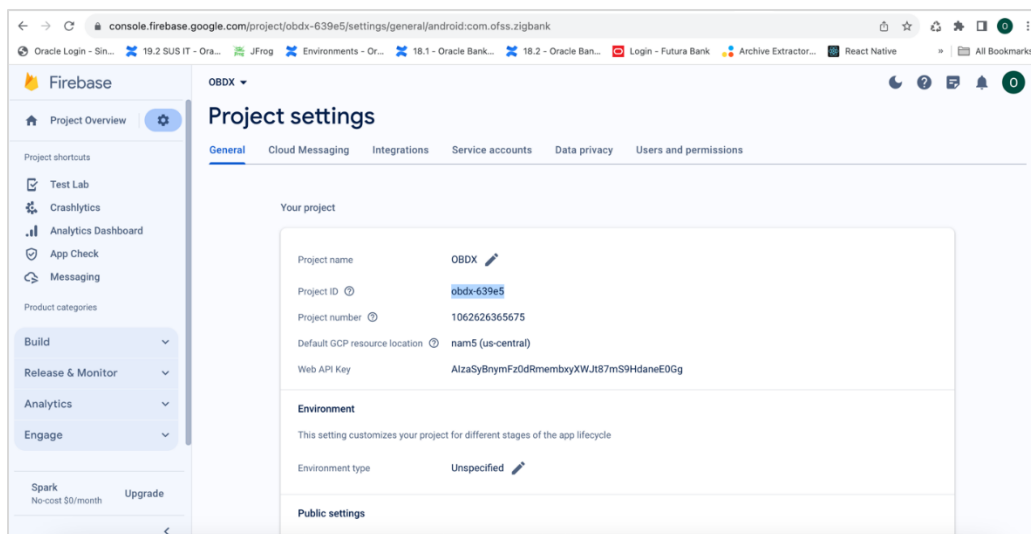 console.firebase.google.com/project/obdx-639e5/settings/general/android:com.ofss.zigbank
Oracle Login - Sin... 19.2 SUS IT - Ora... JFrog Environments - Or... 18.1 - Oracle Bank... 18.2 - Oracle Ban... Login - Futura Bank Archive Extractor... React Native » All Bookmarks
Firebase
OBDX
Project Overview
Project settings
General Cloud Messaging Integrations Service accounts Data privacy Users and permissions
Project shortcuts
Test Lab
Crashlytics
Analytics Dashboard
App Check
Messaging
Product categories
Build
Release & Monitor
Analytics
Engage
Spark
No-cost $0/month
Upgrade
Your project
Project name OBDX
Project ID obdx-639e5
Project number 1062626365675
Default GCP resource location nam5 (us-central)
Web API Key AIzaSyBnymFz0dRmembxyXWJt87mS9HdaneE0Gg
Environment
This setting customizes your project for different stages of the app lifecycle
Environment type Unspecified
Public settings